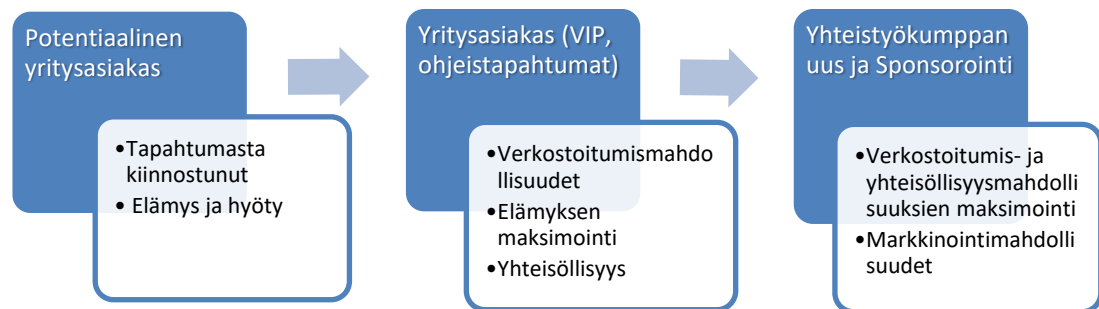 Potentiaalinen
yritysasiakas
•Tapahtumasta
kiinnostunut
• Elämys ja hyöty
Yritysasiakas (VIP,
ohjeistapahtumat)
•Verkostoitumismahdo
llisuudet
•Elämyksen
maksimointi
•Yhteisöllisyys
Yhteistyökumppan
uus ja Sponsorointi
•Verkostoitumis- ja
yhteisöllisyysmahdolli
suuksien maksimointi
•Markkinointimahdolli
suudet